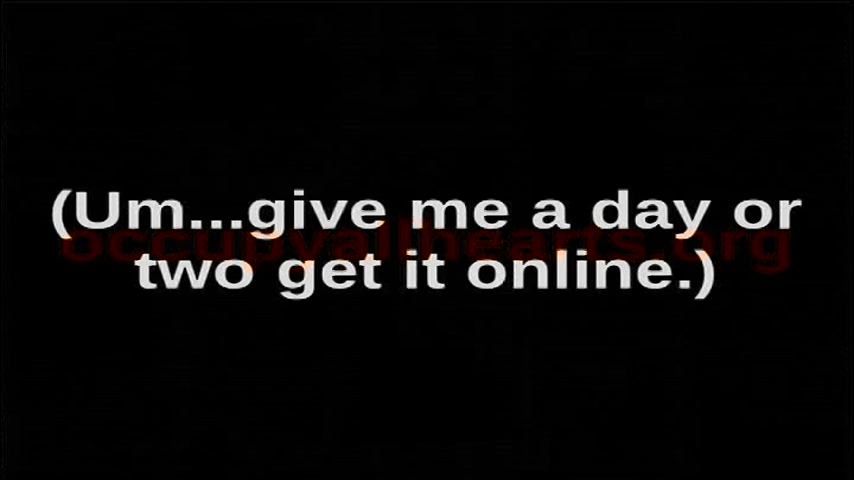 (Um...give me a day or
occupyallhearts.org
two get it online.)